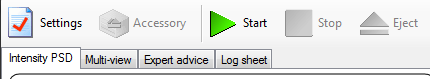 Settings Accessory Start Stop Eject
Intensity PSD Multi-view Expert advice Log sheet